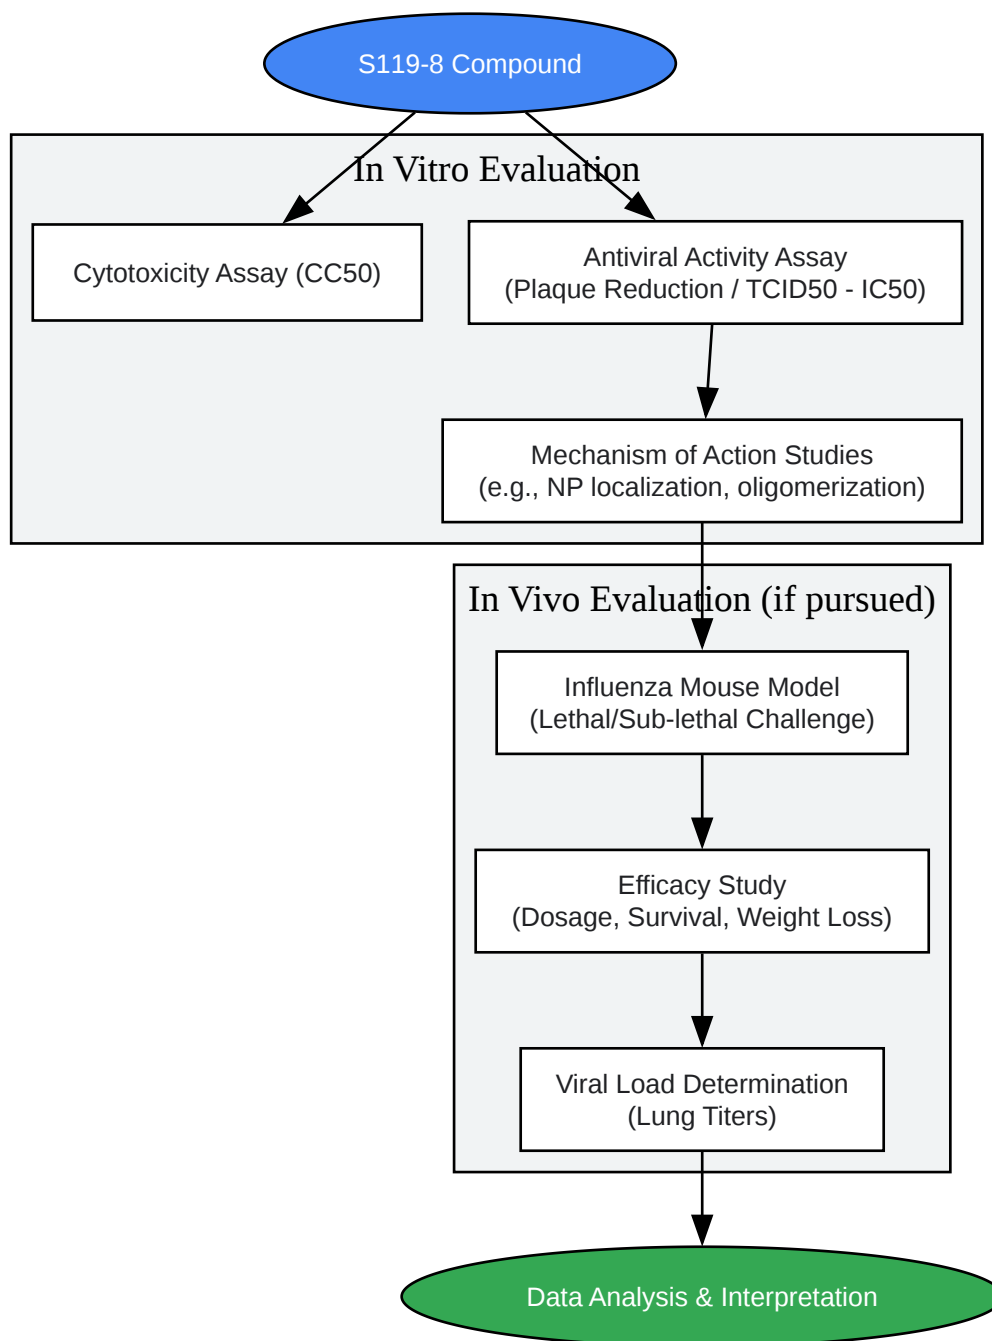 S119-8 Compound
In Vitro Evaluation
Cytotoxicity Assay (CC50)
Antiviral Activity Assay
(Plaque Reduction / TCID50 - IC50)
Mechanism of Action Studies
(e.g., NP localization, oligomerization)
In Vivo Evaluation (if pursued)
Influenza Mouse Model
(Lethal/Sub-lethal Challenge)
Efficacy Study
(Dosage, Survival, Weight Loss)
Viral Load Determination
(Lung Titers)
Data Analysis & Interpretation